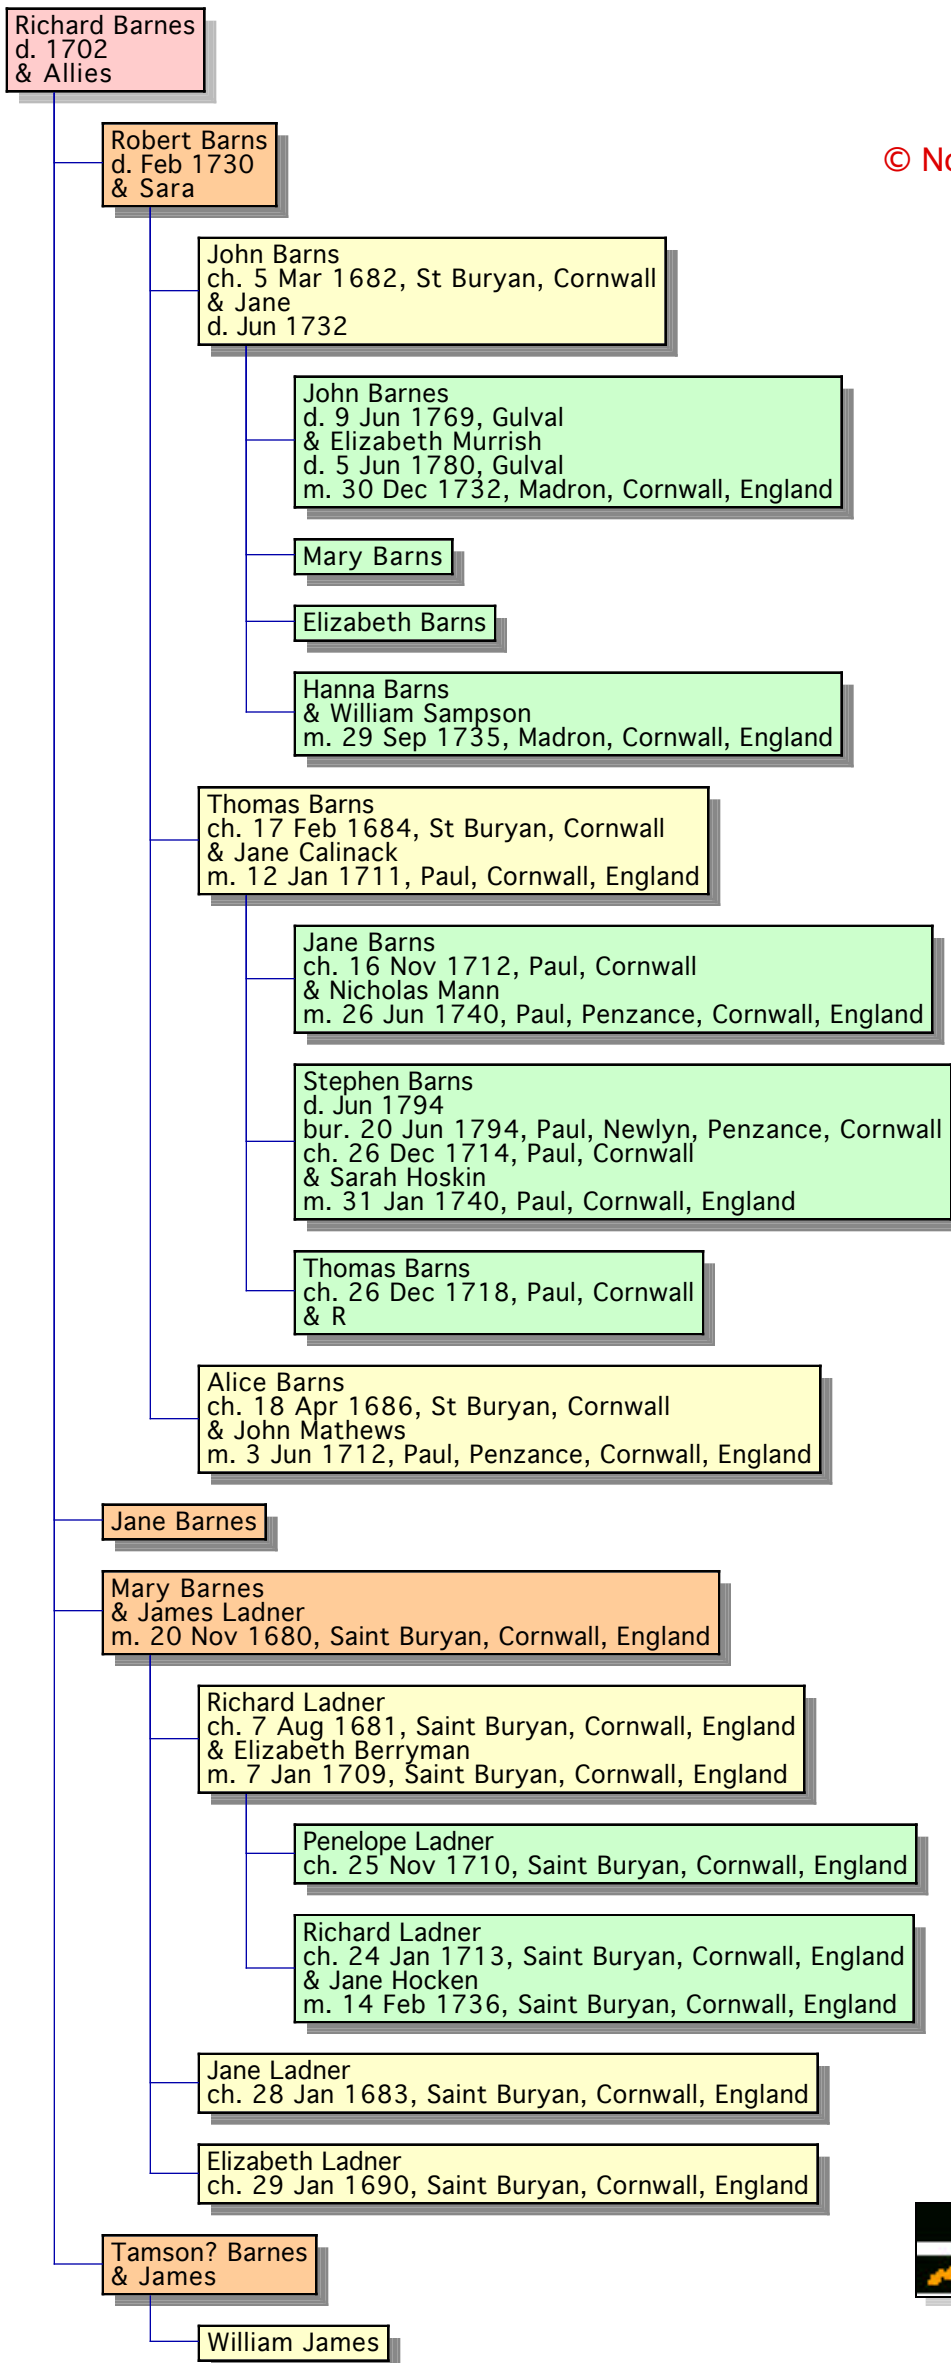 Richard Barnes
d. 1702
& Allies
Robert Barns
d. Feb 1730
& Sara
© No
John Barns
ch. 5 Mar 1682, St Buryan, Cornwall
& Jane
d. Jun 1732
John Barnes
d. 9 Jun 1769, Gulval
& Elizabeth Murrish
d. 5 Jun 1780, Gulval
m. 30 Dec 1732, Madron, Cornwall, England
Mary Barns
Elizabeth Barns
Hanna Barns
& William Sampson
m. 29 Sep 1735, Madron, Cornwall, England
Thomas Barns
ch. 17 Feb 1684, St Buryan, Cornwall
& Jane Calinack
m. 12 Jan 1711, Paul, Cornwall, England
Jane Barns
ch. 16 Nov 1712, Paul, Cornwall
& Nicholas Mann
m. 26 Jun 1740, Paul, Penzance, Cornwall, England
Stephen Barns
d. Jun 1794
bur. 20 Jun 1794, Paul, Newlyn, Penzance, Cornwall
ch. 26 Dec 1714, Paul, Cornwall
& Sarah Hoskin
m. 31 Jan 1740, Paul, Cornwall, England
Thomas Barns
ch. 26 Dec 1718, Paul, Cornwall
& R
Alice Barns
ch. 18 Apr 1686, St Buryan, Cornwall
& John Mathews
m. 3 Jun 1712, Paul, Penzance, Cornwall, England
Jane Barnes
Mary Barnes
& James Ladner
m. 20 Nov 1680, Saint Buryan, Cornwall, England
Richard Ladner
ch. 7 Aug 1681, Saint Buryan, Cornwall, England
& Elizabeth Berryman
m. 7 Jan 1709, Saint Buryan, Cornwall, England
Penelope Ladner
ch. 25 Nov 1710, Saint Buryan, Cornwall, England
Richard Ladner
ch. 24 Jan 1713, Saint Buryan, Cornwall, England
& Jane Hocken
m. 14 Feb 1736, Saint Buryan, Cornwall, England
Jane Ladner
ch. 28 Jan 1683, Saint Buryan, Cornwall, England
Elizabeth Ladner
ch. 29 Jan 1690, Saint Buryan, Cornwall, England
Tamson? Barnes
& James
William James